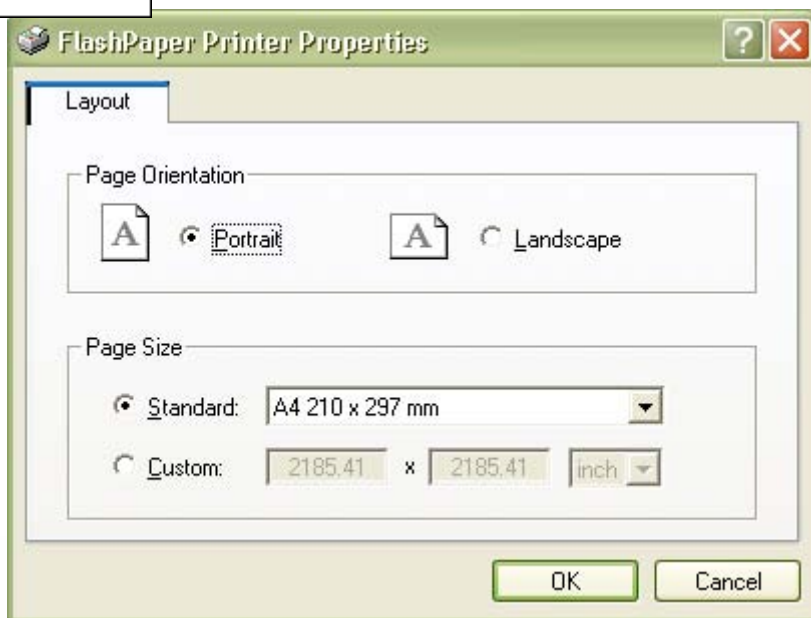 FlashPaper Printer Properties
Layout
Page Orientation
A Portrait A Landscape
Page Size
Standard: A4 210 x 297 mm
Custom: 2185,41 x 2185,41 inch
OK Cancel